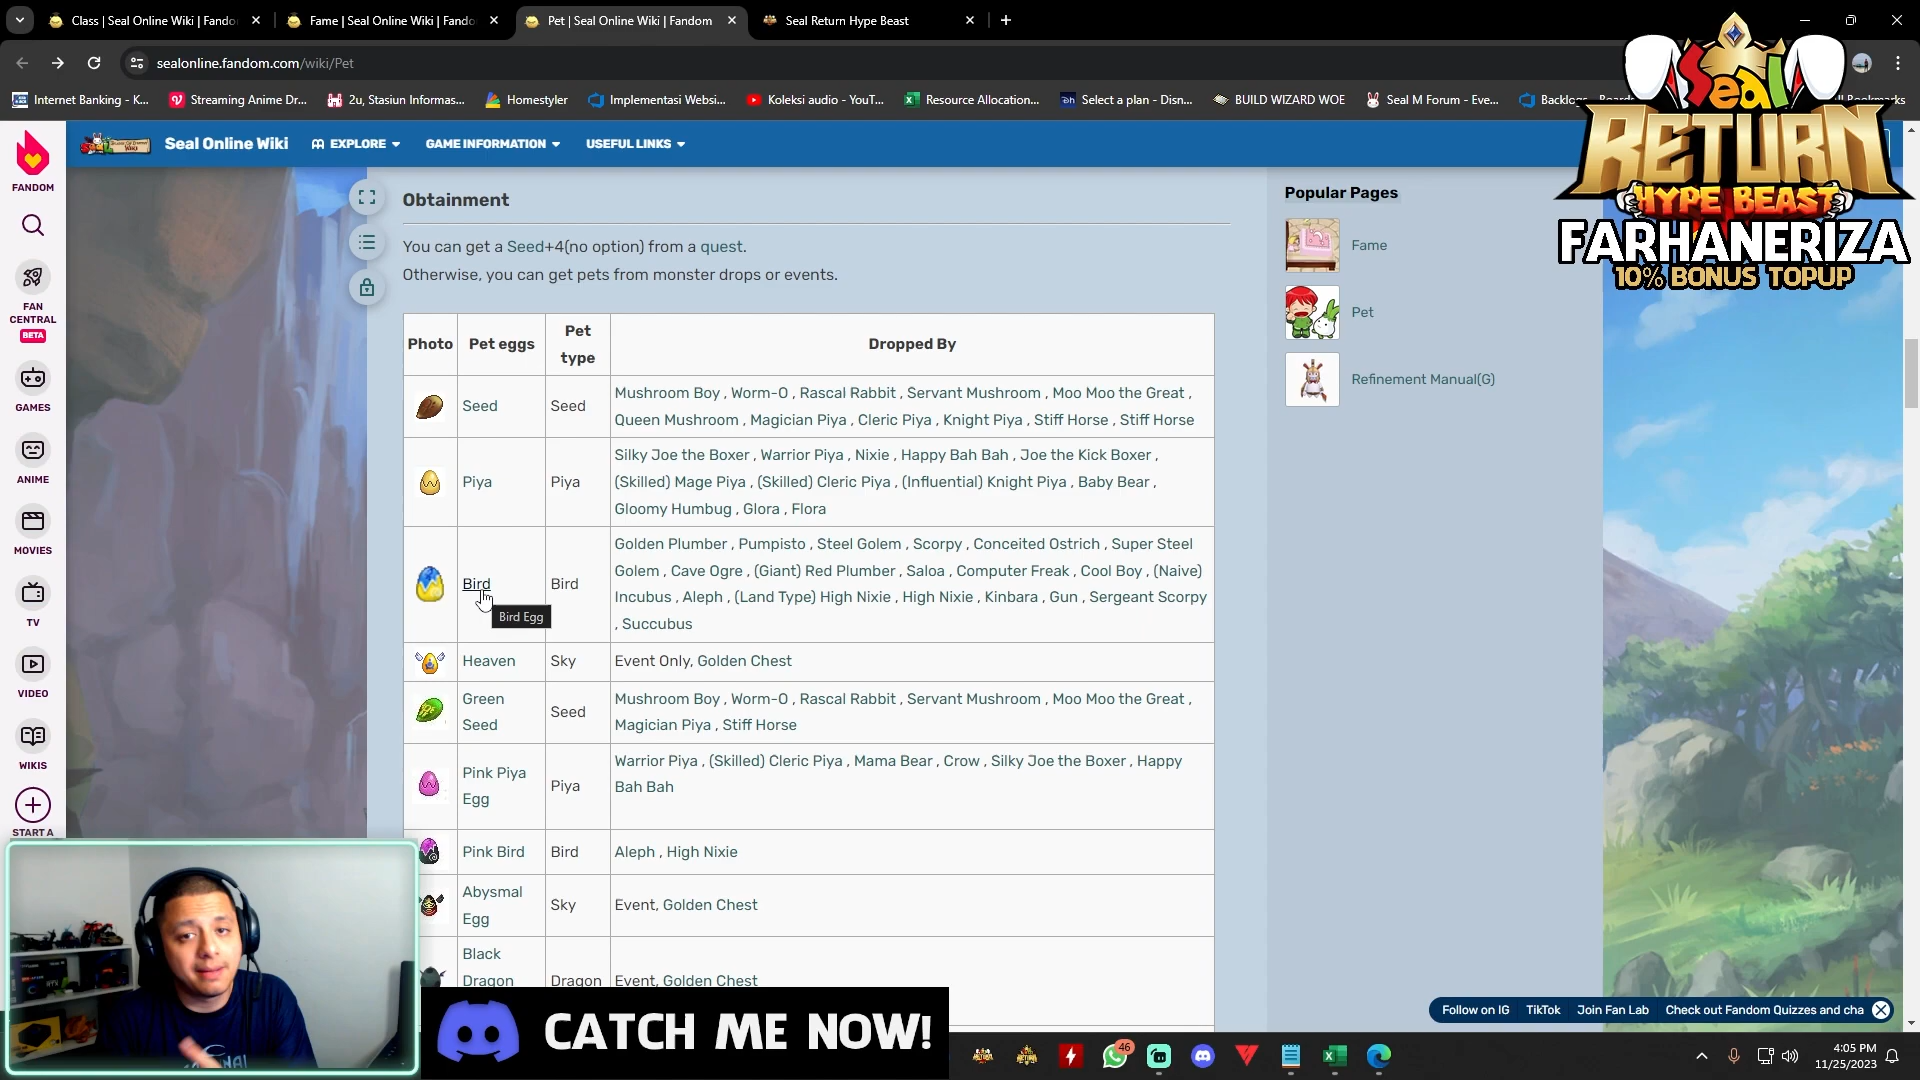 Class | Seal Online Wiki | Fando
Fame | Seal Online Wiki | Fando
Pet | Seal Online Wiki | Fandom
Seal Return Hype Beast
sealonline.fandom.com/wiki/Pet
Internet Banking - K...
Streaming Anime Dr...
2u, Stasiun Informas...
Homestyler
Implementasi Websi...
Koleksi audio - YouT...
Resource Allocation...
Select a plan - Disn...
BUILD WIZARD WOE
Seal M Forum - Eve...
Seal
RETURN
HYPE BEAST
FARHANERIZA
10% BONUS TOPUP
Seal Online Wiki
EXPLORE
GAME INFORMATION
USEFUL LINKS
FANDOM
FAN
CENTRAL
BETA
GAMES
ANIME
MOVIES
TV
VIDEO
WIKIS
START A
Obtainment
You can get a Seed+4(no option) from a quest.
Otherwise, you can get pets from monster drops or events.
Photo
Pet eggs
Pet
type
Dropped By
Seed
Seed
Mushroom Boy , Worm-O , Rascal Rabbit , Servant Mushroom , Moo Moo the Great ,
Queen Mushroom , Magician Piya , Cleric Piya , Knight Piya , Stiff Horse , Stiff Horse
Piya
Piya
Silky Joe the Boxer , Warrior Piya , Nixie , Happy Bah Bah , Joe the Kick Boxer ,
(Skilled) Mage Piya , (Skilled) Cleric Piya , (Influential) Knight Piya , Baby Bear ,
Gloomy Humbug , Glora , Flora
Bird
Bird
Bird Egg
Golden Plumber , Pumpisto , Steel Golem , Scorpy , Conceited Ostrich , Super Steel
Golem , Cave Ogre , (Giant) Red Plumber , Saloa , Computer Freak , Cool Boy , (Naive)
Incubus , Aleph , (Land Type) High Nixie , High Nixie , Kinbara , Gun , Sergeant Scorpy
, Succubus
Heaven
Sky
Event Only, Golden Chest
Green
Seed
Seed
Mushroom Boy , Worm-O , Rascal Rabbit , Servant Mushroom , Moo Moo the Great ,
Magician Piya , Stiff Horse
Pink Piya
Egg
Piya
Warrior Piya , (Skilled) Cleric Piya , Mama Bear , Crow , Silky Joe the Boxer , Happy
Bah Bah
Pink Bird
Bird
Aleph , High Nixie
Abysmal
Egg
Sky
Event, Golden Chest
Black
Dragon
Dragon
Event, Golden Chest
Popular Pages
Fame
Pet
Refinement Manual(G)
CATCH ME NOW!
Follow on IG
TikTok
Join Fan Lab
Check out Fandom Quizzes and cha
46
4:05 PM
11/25/2023